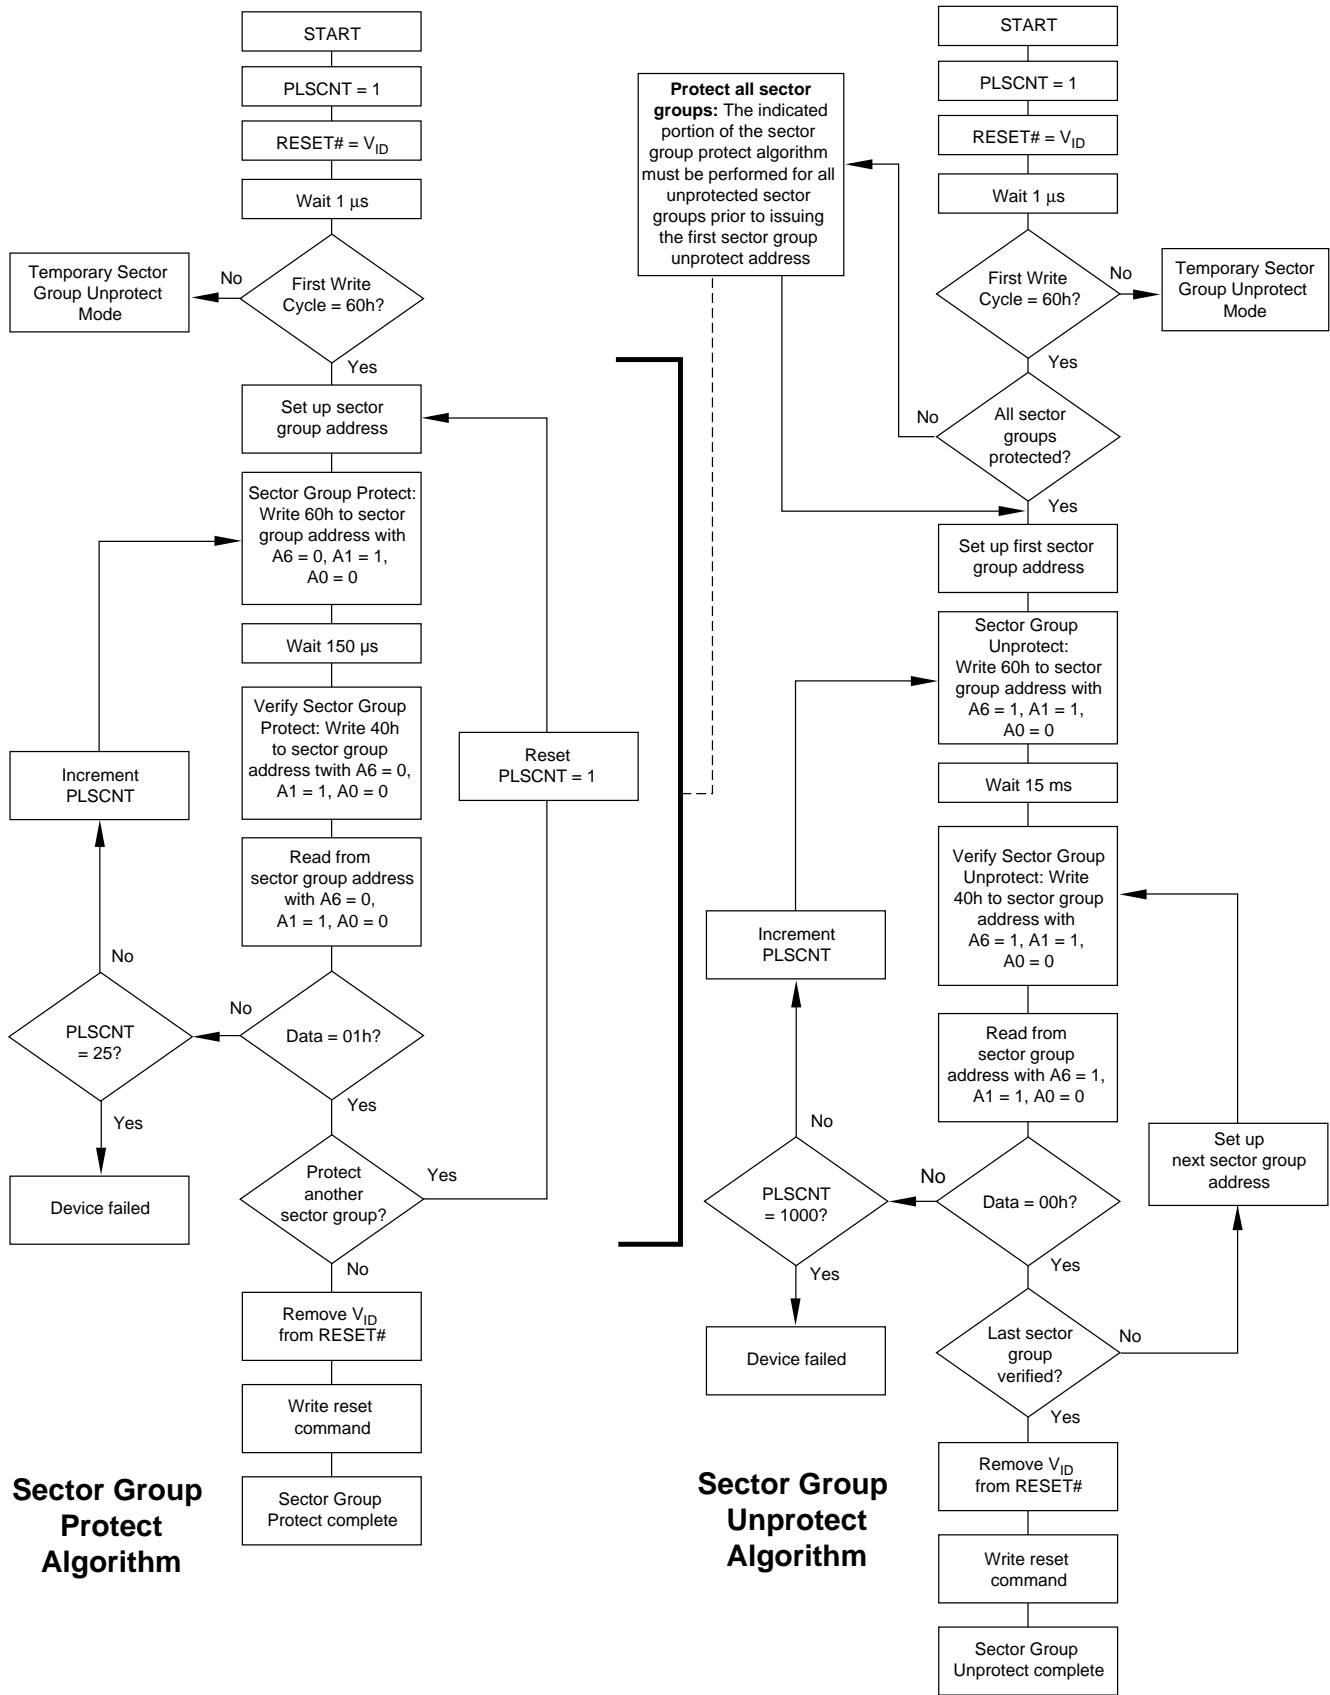 START
PLSCNT = 1
RESET# = VID
Wait 1 μs
First Write
Cycle = 60h?
No
Temporary Sector
Group Unprotect
Mode
Yes
Set up sector
group address
Sector Group Protect:
Write 60h to sector
group address with
A6 = 0, A1 = 1,
A0 = 0
Wait 150 µs
Verify Sector Group
Protect: Write 40h
to sector group
address twith A6 = 0,
A1 = 1, A0 = 0
Reset
PLSCNT = 1
Increment
PLSCNT
Read from
sector group address
with A6 = 0,
A1 = 1, A0 = 0
No
No
PLSCNT
= 25?
Data = 01h?
Yes
Yes
Device failed
Protect
another
sector group?
Yes
No
Remove VID
from RESET#
Write reset
command
Sector Group
Protect complete
Sector Group
Protect
Algorithm
Protect all sector
groups: The indicated
portion of the sector
group protect algorithm
must be performed for all
unprotected sector
groups prior to issuing
the first sector group
unprotect address
START
PLSCNT = 1
RESET# = VID
Wait 1 μs
First Write
Cycle = 60h?
No
Temporary Sector
Group Unprotect
Mode
Yes
No
All sector
groups
protected?
Yes
Set up first sector
group address
Sector Group
Unprotect:
Write 60h to sector
group address with
A6 = 1, A1 = 1,
A0 = 0
Wait 15 ms
Verify Sector Group
Unprotect: Write
40h to sector group
address with
A6 = 1, A1 = 1,
A0 = 0
Increment
PLSCNT
Read from
sector group
address with A6 = 1,
A1 = 1, A0 = 0
No
Set up
next sector group
address
No
PLSCNT
= 1000?
Data = 00h?
Yes
Yes
Device failed
Last sector
group
verified?
No
Yes
Remove VID
from RESET#
Write reset
command
Sector Group
Unprotect complete
Sector Group
Unprotect
Algorithm